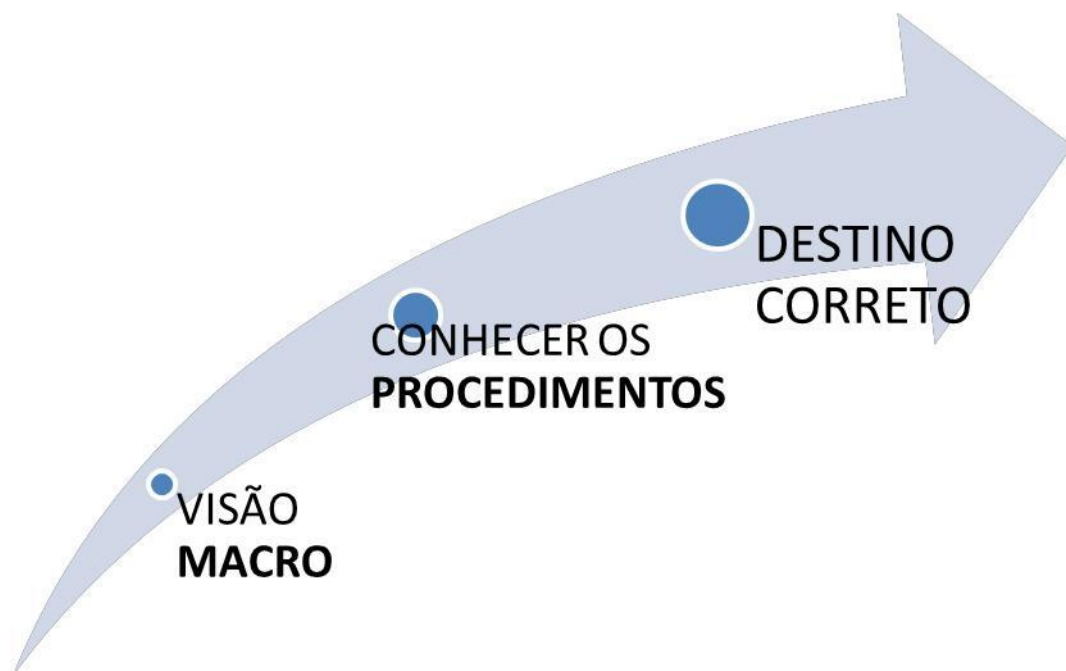 DESTINO
CORRETO
CONHECER OS
PROCEDIMENTOS
VISÃO
MACRO